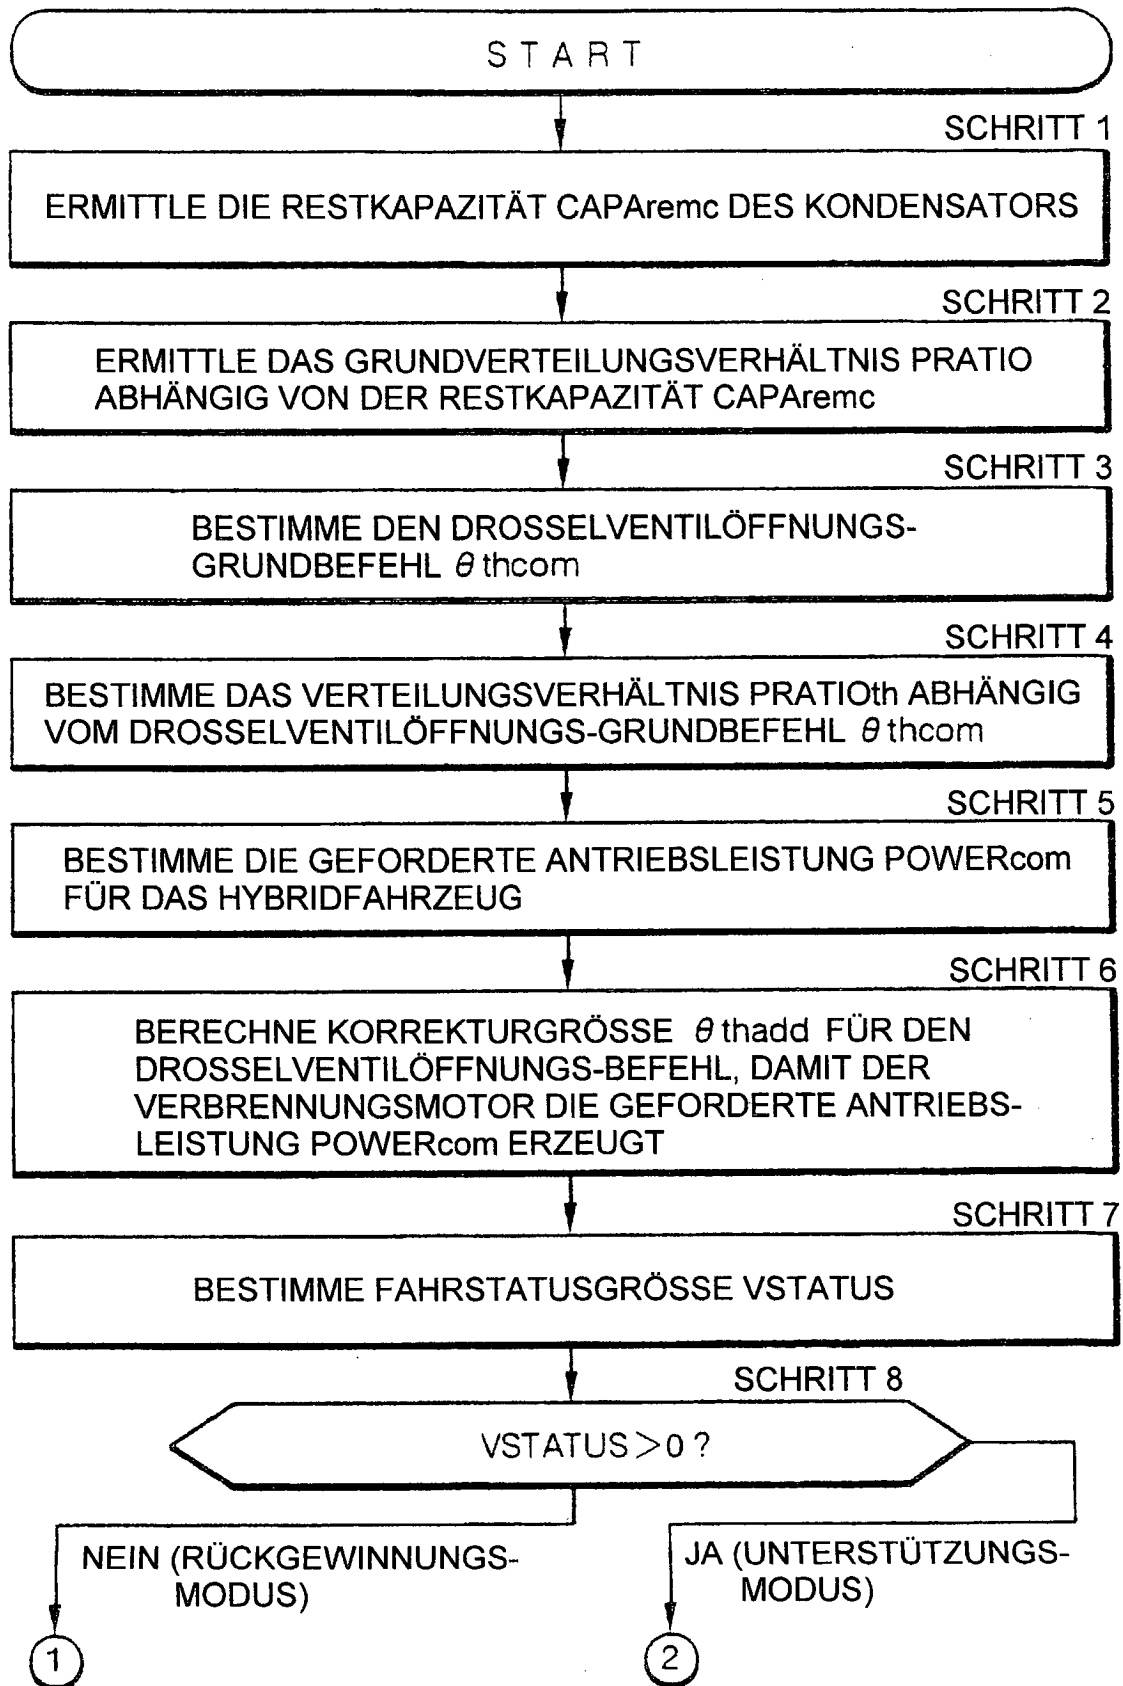 START
SCHRITT 1
ERMITTLE DIE RESTKAPAZITÄT CAPAremc DES KONDENSATORS
SCHRITT 2
ERMITTLE DAS GRUNDVERTEILUNGSVERHÄLTNIS PRATIO
ABHÄNGIG VON DER RESTKAPAZITÄT CAPAremc
SCHRITT 3
BESTIMME DEN DROSSELVENTILÖFFNUNGS-
GRUNDBEFEHL θ thcom
SCHRITT 4
BESTIMME DAS VERTEILUNGSVERHÄLTNIS PRATIOth ABHÄNGIG
VOM DROSSELVENTILÖFFNUNGS-GRUNDBEFEHL θ thcom
SCHRITT 5
BESTIMME DIE GEFORDERTE ANTRIEBSLEISTUNG POWERcom
FÜR DAS HYBRIDFAHRZEUG
SCHRITT 6
BERECHNE KORREKTURGRÖSSE θ thadd FÜR DEN
DROSSELVENTILÖFFNUNGS-BEFEHL, DAMIT DER
VERBRENNUNGSMOTOR DIE GEFORDERTE ANTRIEBS-
LEISTUNG POWERcom ERZEUGT
SCHRITT 7
BESTIMME FAHRSTATUSGRÖSSE VSTATUS
SCHRITT 8
VSTATUS>0?
NEIN (RÜCKGEWINNUNGS-
MODUS)
JA (UNTERSTÜTZUNGS-
MODUS)
1
2